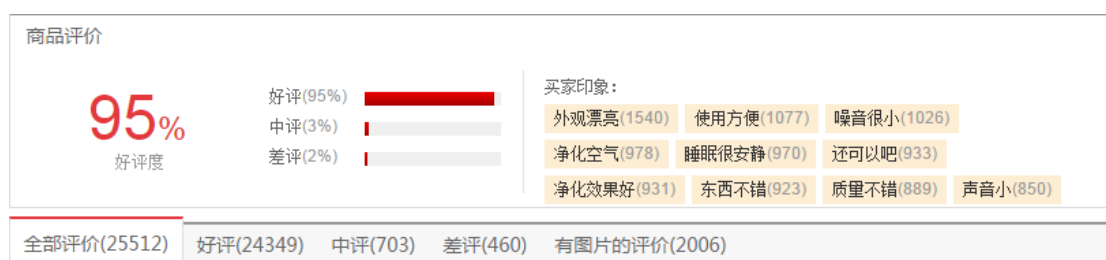 商品评价
95%
好评度
好评(95%)
中评(3%)
差评(2%)
买家印象：
外观漂亮(1540) 使用方便(1077) 噪音很小(1026)
净化空气(978) 睡眠很安静(970) 还可以吧(933)
净化效果好(931) 东西不错(923) 质量不错(889) 声音小(850)
全部评价(25512) 好评(24349) 中评(703) 差评(460) 有图片的评价(2006)